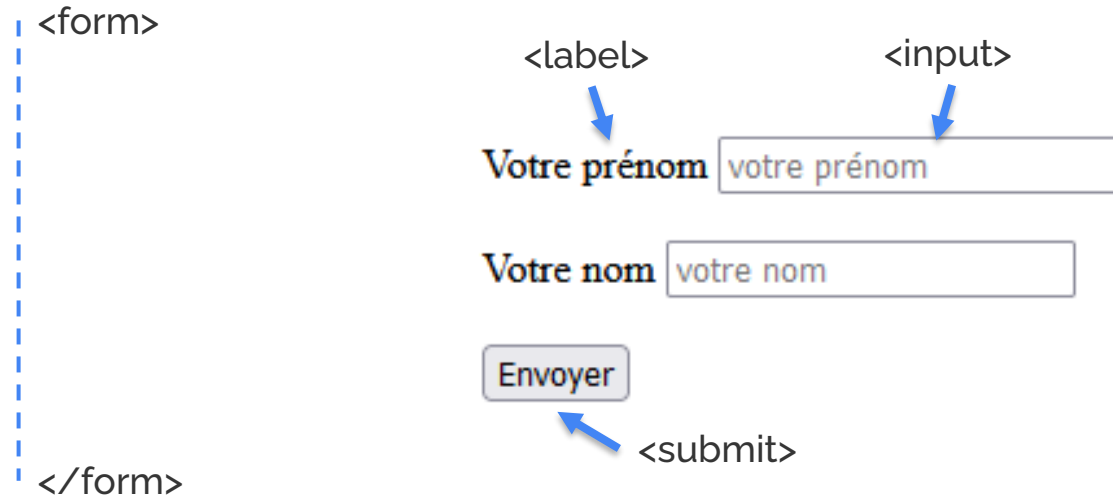 <form>
<label> <input>
Votre prénom votre prénom
Votre nom votre nom
Envoyer
<submit>
</form>